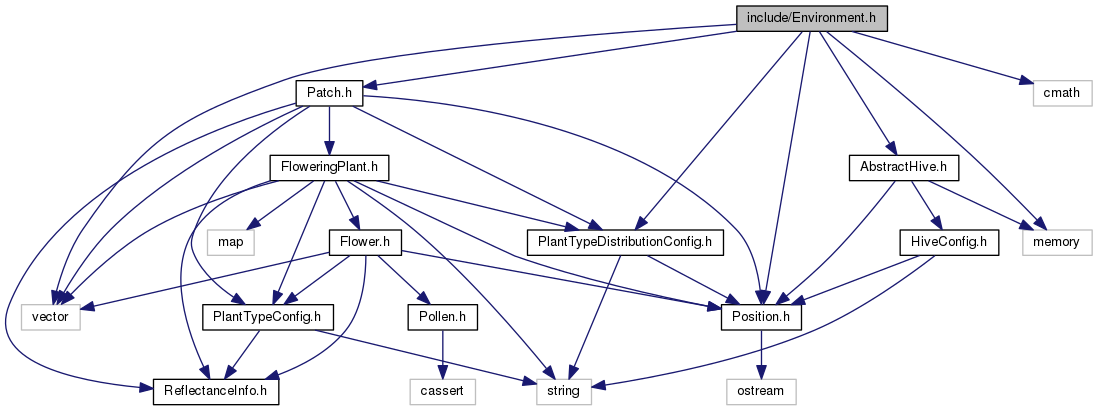 include/Environment.h
Patch.h
cmath
FloweringPlant.h
AbstractHive.h
map
Flower.h
PlantTypeDistributionConfig.h
HiveConfig.h
memory
vector
PlantTypeConfig.h
Pollen.h
Position.h
ReflectanceInfo.h
cassert
string
ostream